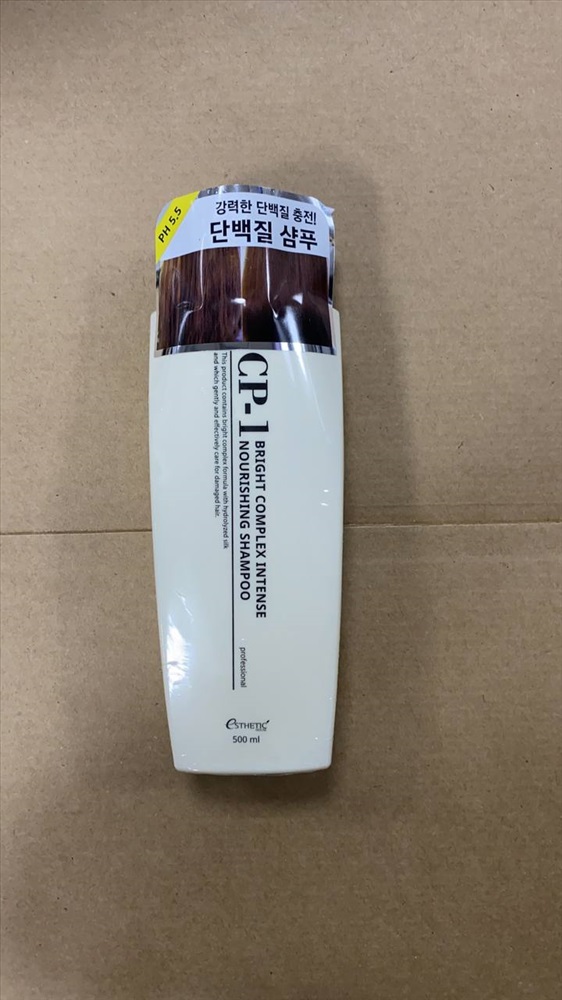 PH 5.5
강력한 단백질 충전!
단백질 샴푸
CP-1
BRIGHT COMPLEX INTENSE
NOURISHING SHAMPOO
professional
This product contains bright complex formula with hydrolyzed silk
and which gently and effectively care for damaged hair.
eSTHETIC
500 ml